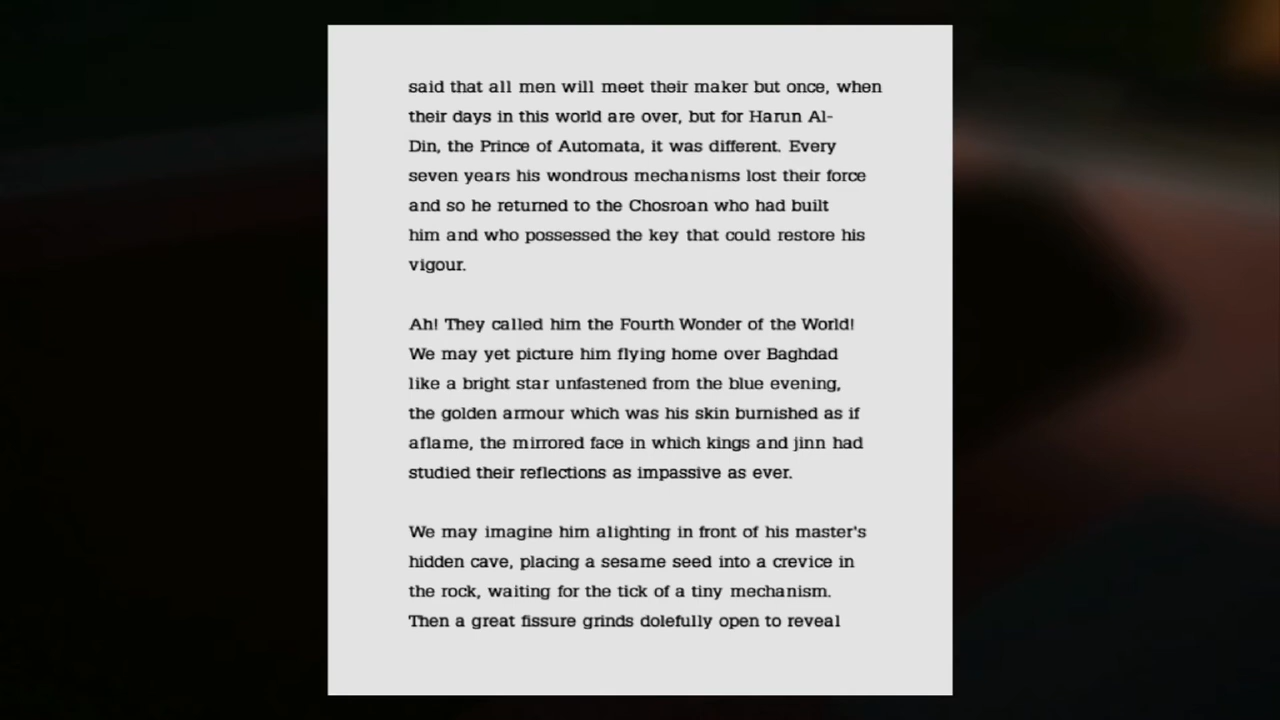 said that all men will meet their maker but once, when
their days in this world are over, but for Harun Al-
Din, the Prince of Automata, it was different. Every
seven years his wondrous mechanisms lost their force
and so he returned to the Chosroan who had built
him and who possessed the key that could restore his
vigour.
Ah! They called him the Fourth Wonder of the World!
We may yet picture him flying home over Baghdad
like a bright star unfastened from the blue evening,
the golden armour which was his skin burnished as if
aflame, the mirrored face in which kings and jinn had
studied their reflections as impassive as ever.
We may imagine him alighting in front of his master's
hidden cave, placing a sesame seed into a crevice in
the rock, waiting for the tick of a tiny mechanism.
Then a great fissure grinds dolefully open to reveal